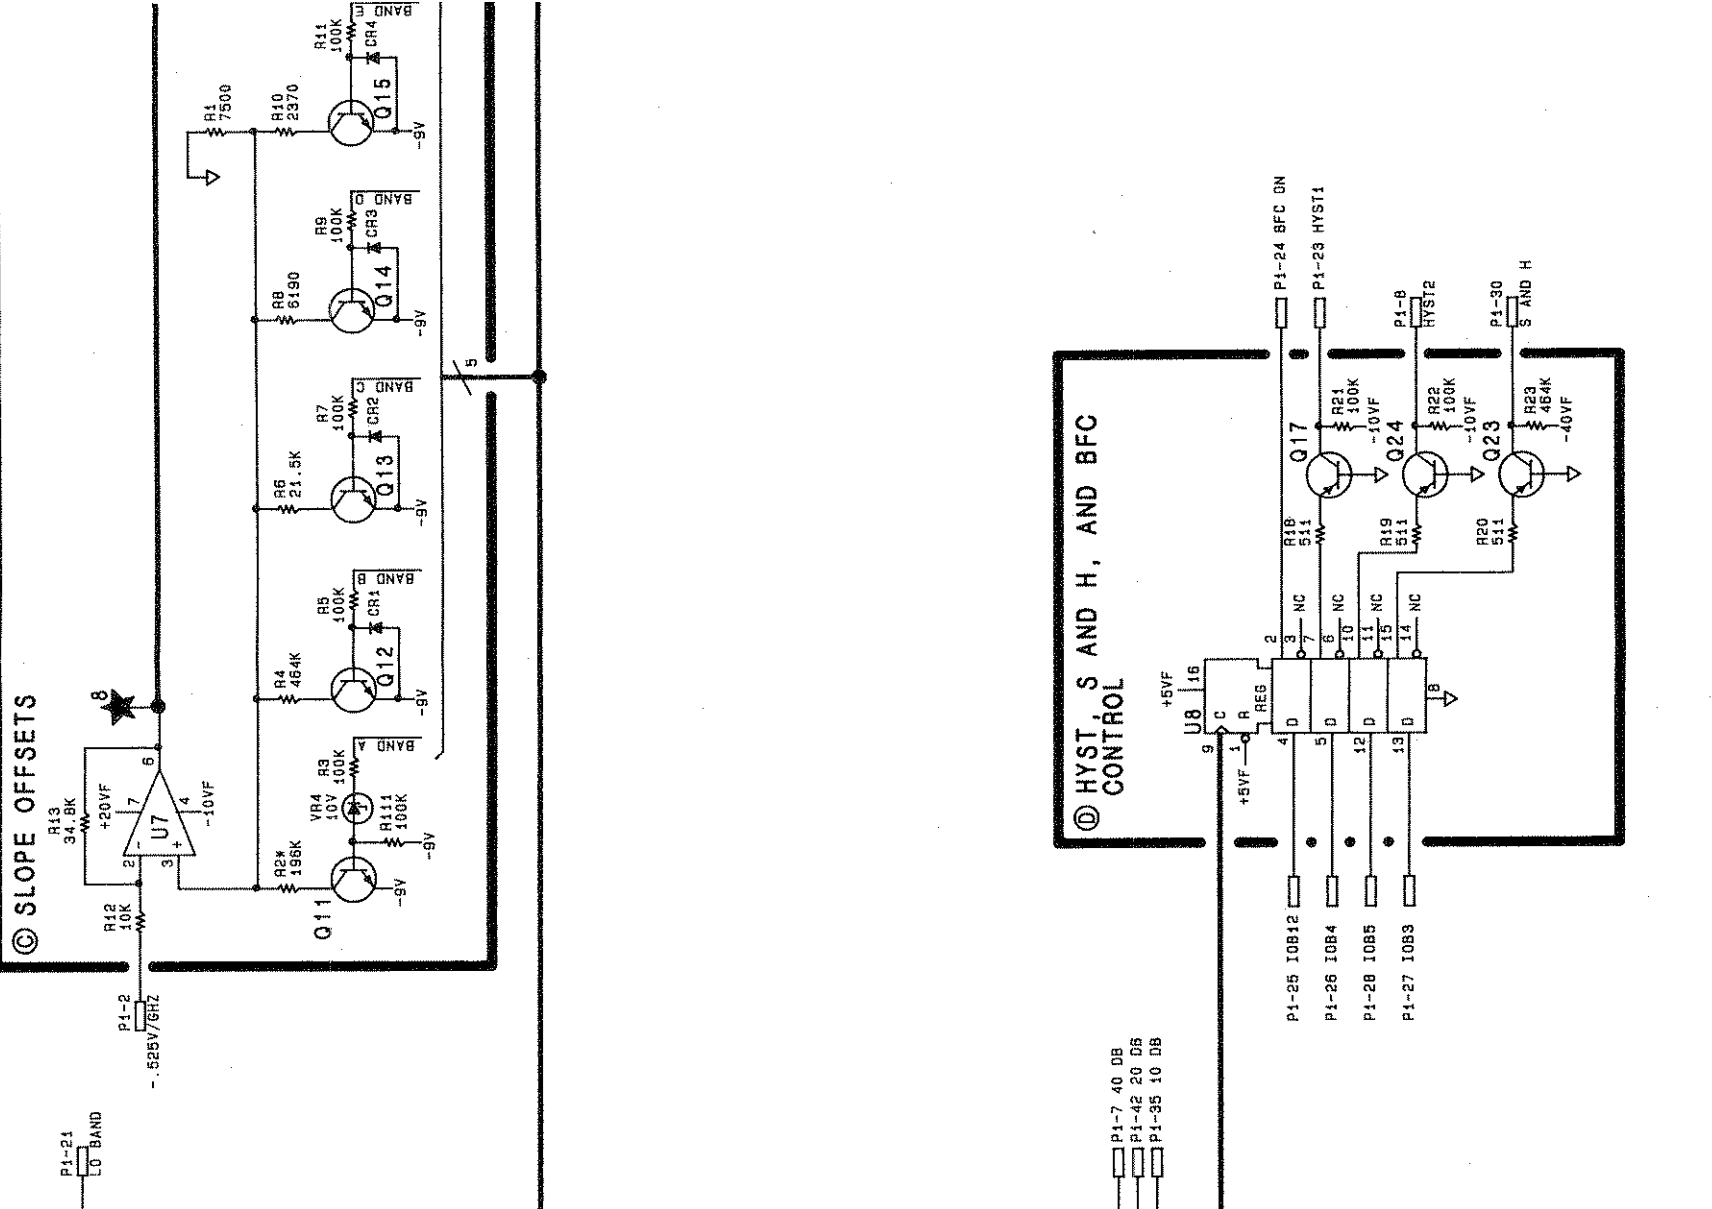 C SLOPE OFFSETS
P1-21
LO BAND
P1-2
-.525V/GHZ
R12
10K
R13
34.8K
+20VF
7
2
-
3
+
U7
6
4
-10VF
8
Q11
R2*
196K
-9V
R111
100K
-9V
VR4
10V
R3
100K
BAND A
R4
464K
Q12
-9V
R5
100K
CR1
BAND B
R6
21.5K
Q13
-9V
R7
100K
CR2
BAND C
R8
6190
Q14
-9V
R9
100K
CR3
BAND D
R1
7500
R10
2370
Q15
-9V
R11
100K
CR4
BAND E
5
D HYST, S AND H, AND BFC
CONTROL
+5VF
16
U8
C
R
REG
9
1
+5VF
4
D
5
D
12
D
13
D
8
2
3
NC
7
6
NC
10
11
NC
15
14
NC
R18
511
R19
511
R20
511
Q17
R21
100K
-10VF
Q24
R22
100K
-10VF
Q23
R23
464K
-40VF
P1-24 BFC ON
P1-23 HYST1
P1-8
HYST2
P1-30
S AND H
P1-25 IOB12
P1-26 IOB4
P1-28 IOB5
P1-27 IOB3
P1-7 40 DB
P1-42 20 DB
P1-35 10 DB